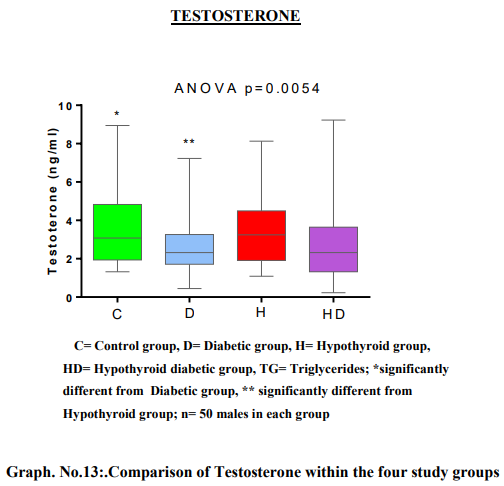 TESTOSTERONE
ANOVA p=0.0054
Testoterone (ng/ml)
10
8
6
4
2
0
*
**
C D H HD
C= Control group, D= Diabetic group, H= Hypothyroid group,
HD= Hypothyroid diabetic group, TG= Triglycerides; *significantly
different from Diabetic group, ** significantly different from
Hypothyroid group; n= 50 males in each group
Graph. No.13:.Comparison of Testosterone within the four study groups